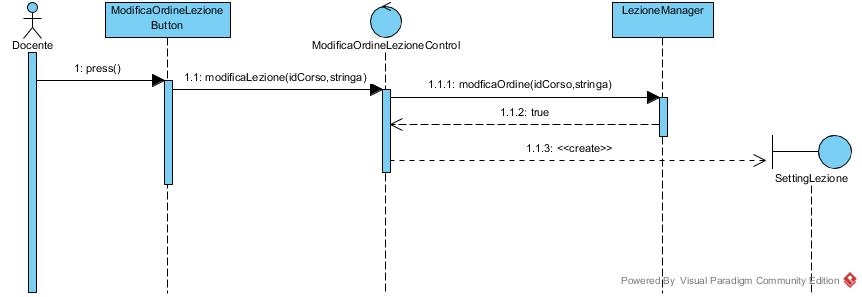 ModificaOrdineLezione
Button
LezioneManager
Docente
ModificaOrdineLezioneControl
1: press()
1.1: modificaLezione(idCorso,stringa)
1.1.1: modficaOrdine(idCorso,stringa)
1.1.2: true
1.1.3: <<create>>
SettingLezione
Powered By Visual Paradigm Community Edition